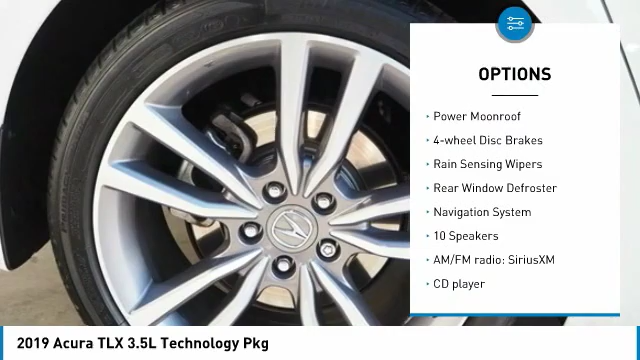 OPTIONS
• Power Moonroof
• 4-wheel Disc Brakes
• Rain Sensing Wipers
• Rear Window Defroster
• Navigation System
• 10 Speakers
• AM/FM radio: SiriusXM
• CD player
2019 Acura TLX 3.5L Technology Pkg